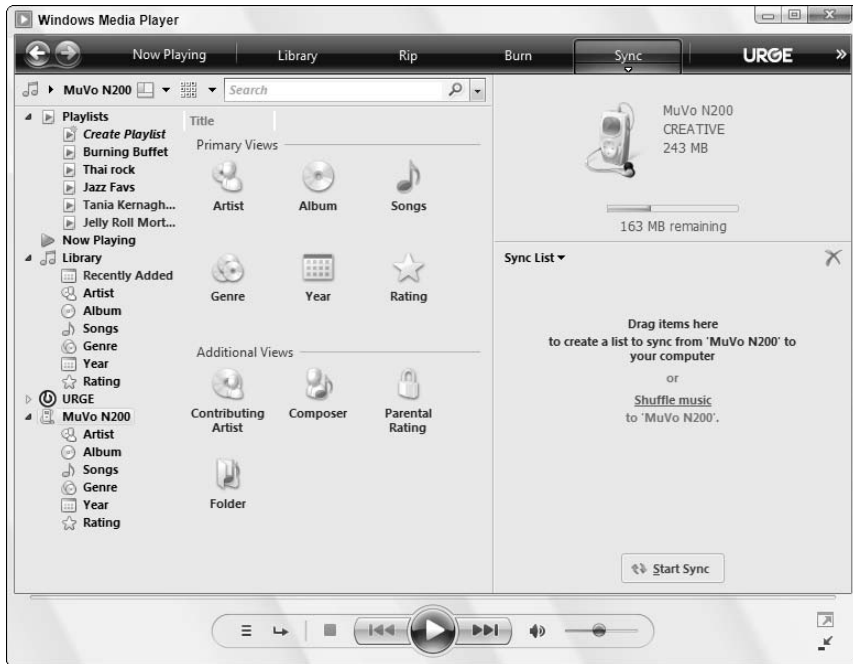 Windows Media Player
Now Playing
Library
Rip
Burn
Sync
URGE
»
MuVo N200
Search
Playlists
Create Playlist
Burning Buffet
Thai rock
Jazz Favs
Tania Kernagh...
Jelly Roll Mort...
Now Playing
Library
Recently Added
Artist
Album
Songs
Genre
Year
Rating
URGE
MuVo N200
Artist
Album
Songs
Genre
Year
Rating
Title
Primary Views
Artist
Album
Songs
Genre
Year
Rating
Additional Views
Contributing
Artist
Composer
Parental
Rating
Folder
MuVo N200
CREATIVE
243 MB
163 MB remaining
Sync List
Drag items here
to create a list to sync from 'MuVo N200' to
your computer
or
Shuffle music
to 'MuVo N200'.
Start Sync